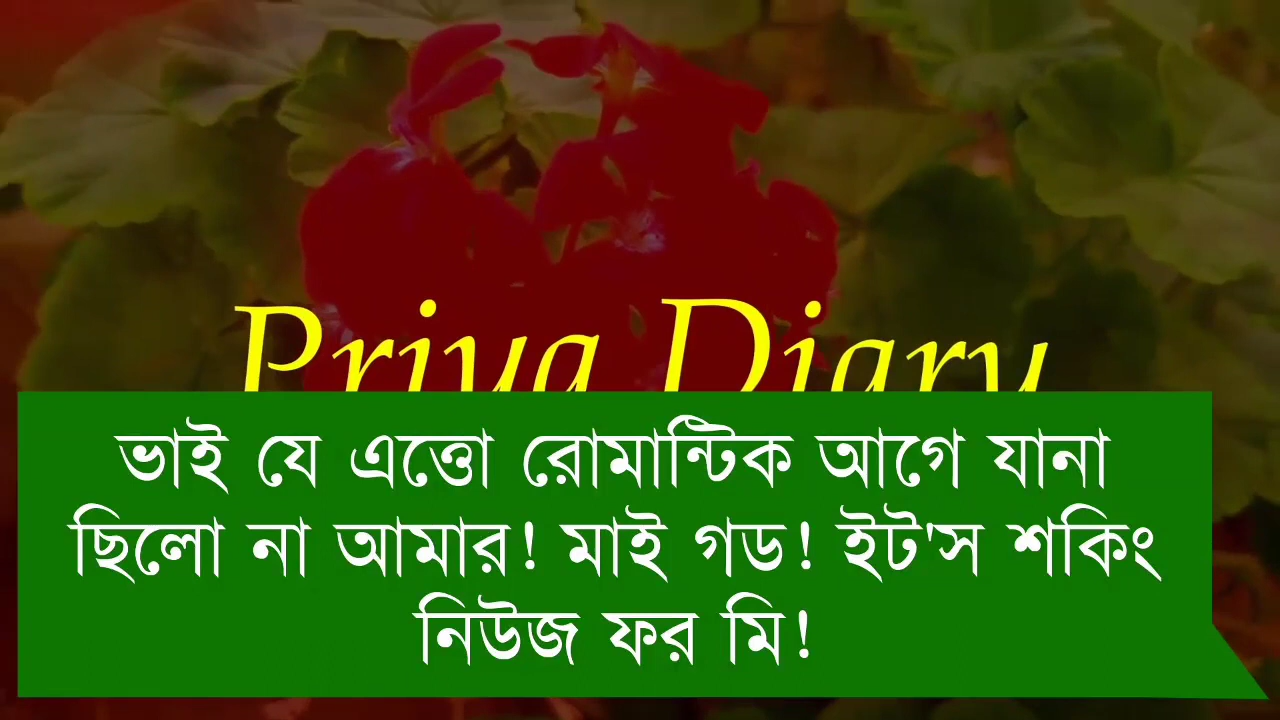 Priya Diary
ভাই যে এত্তো রোমান্টিক আগে যানা
ছিলো না আমার! মাই গড! ইট'স শকিং
নিউজ ফর মি!